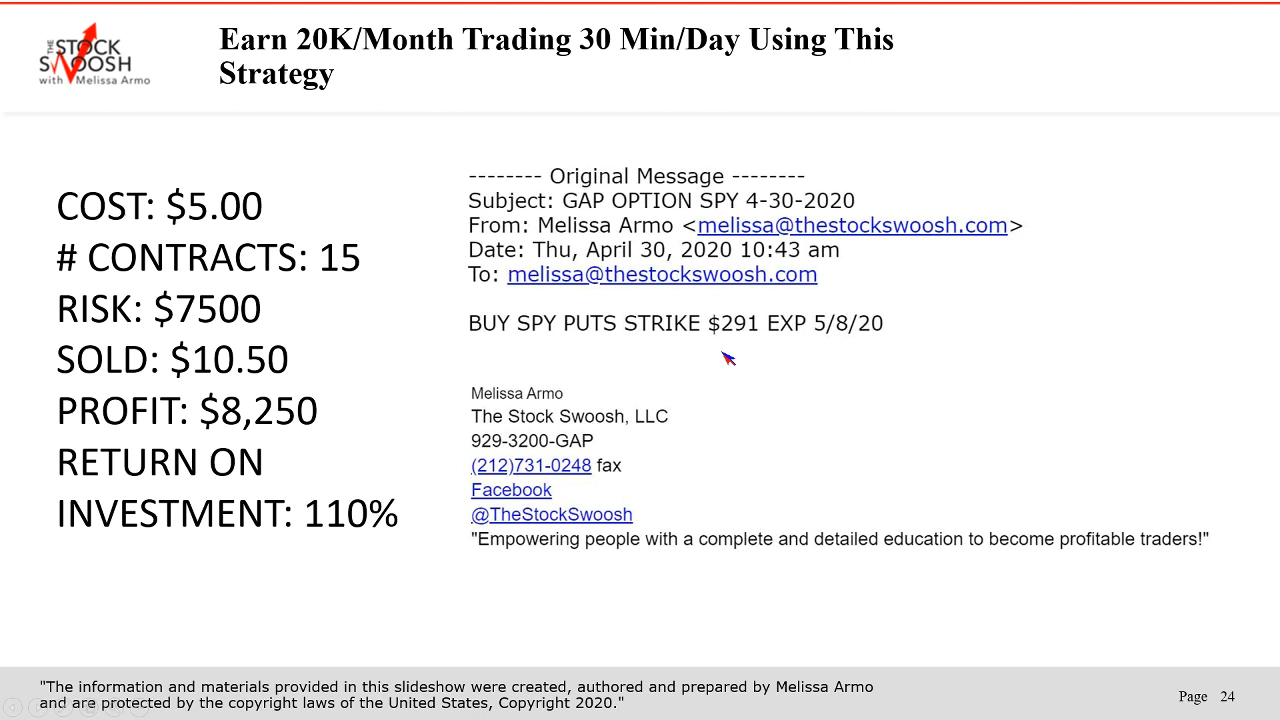 THE
STOCK
SWOOSH
with Melissa Armo
Earn 20K/Month Trading 30 Min/Day Using This
Strategy
COST: $5.00
# CONTRACTS: 15
RISK: $7500
SOLD: $10.50
PROFIT: $8,250
RETURN ON
INVESTMENT: 110%
-------- Original Message --------
Subject: GAP OPTION SPY 4-30-2020
From: Melissa Armo <melissa@thestockswoosh.com>
Date: Thu, April 30, 2020 10:43 am
To: melissa@thestockswoosh.com
BUY SPY PUTS STRIKE $291 EXP 5/8/20
Melissa Armo
The Stock Swoosh, LLC
929-3200-GAP
(212)731-0248 fax
Facebook
@TheStockSwoosh
"Empowering people with a complete and detailed education to become profitable traders!"
"The information and materials provided in this slideshow were created, authored and prepared by Melissa Armo
and are protected by the copyright laws of the United States, Copyright 2020."
Page 24